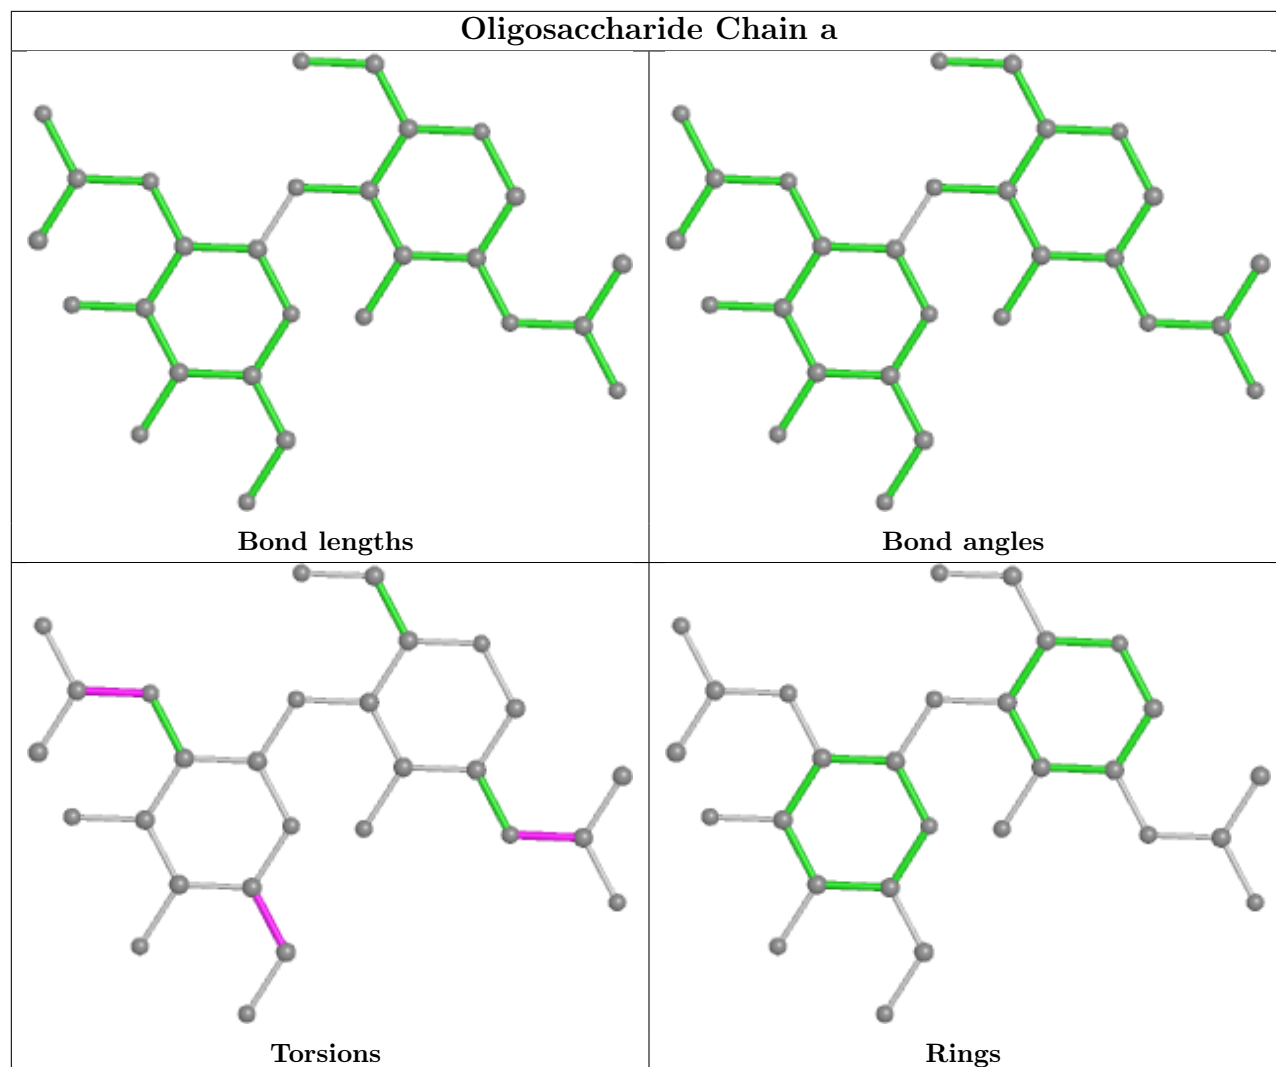 Oligosaccharide Chain a
Bond lengths
Bond angles
Torsions
Rings